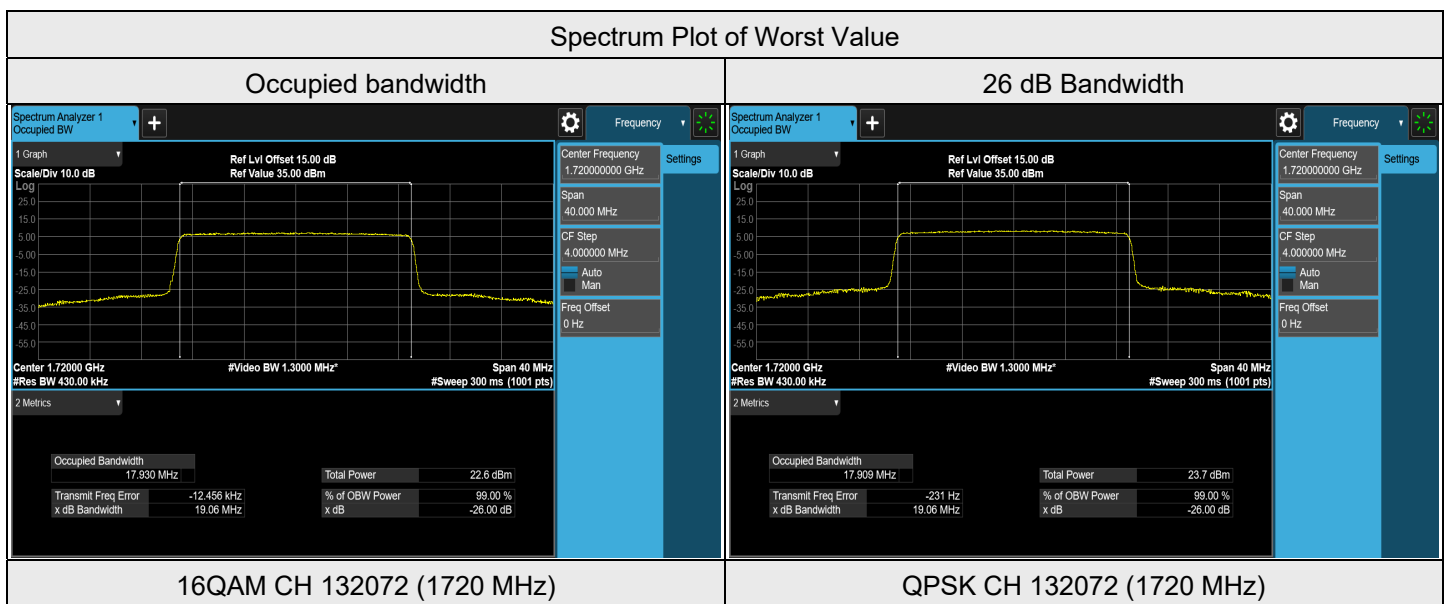 Spectrum Plot of Worst Value
Occupied bandwidth
26 dB Bandwidth
Spectrum Analyzer 1
Occupied BW
+
Frequency
1 Graph
Scale/Div 10.0 dB
Ref Lvl Offset 15.00 dB
Ref Value 35.00 dBm
Log
25.0
15.0
5.00
-5.00
-15.0
-25.0
-35.0
-45.0
-55.0
Center 1.72000 GHz
#Res BW 430.00 kHz
#Video BW 1.3000 MHz*
Span 40 MHz
#Sweep 300 ms (1001 pts)
Center Frequency
1.720000000 GHz
Settings
Span
40.000 MHz
CF Step
4.000000 MHz
Auto
Man
Freq Offset
0 Hz
2 Metrics
Occupied Bandwidth
17.930 MHz
Total Power 22.6 dBm
Transmit Freq Error -12.456 kHz % of OBW Power 99.00 %
x dB Bandwidth 19.06 MHz x dB -26.00 dB
Spectrum Analyzer 1
Occupied BW
+
Frequency
1 Graph
Scale/Div 10.0 dB
Ref Lvl Offset 15.00 dB
Ref Value 35.00 dBm
Log
25.0
15.0
5.00
-5.00
-15.0
-25.0
-35.0
-45.0
-55.0
Center 1.72000 GHz
#Res BW 430.00 kHz
#Video BW 1.3000 MHz*
Span 40 MHz
#Sweep 300 ms (1001 pts)
Center Frequency
1.720000000 GHz
Settings
Span
40.000 MHz
CF Step
4.000000 MHz
Auto
Man
Freq Offset
0 Hz
2 Metrics
Occupied Bandwidth
17.909 MHz
Total Power 23.7 dBm
Transmit Freq Error -231 Hz % of OBW Power 99.00 %
x dB Bandwidth 19.06 MHz x dB -26.00 dB
16QAM CH 132072 (1720 MHz)
QPSK CH 132072 (1720 MHz)